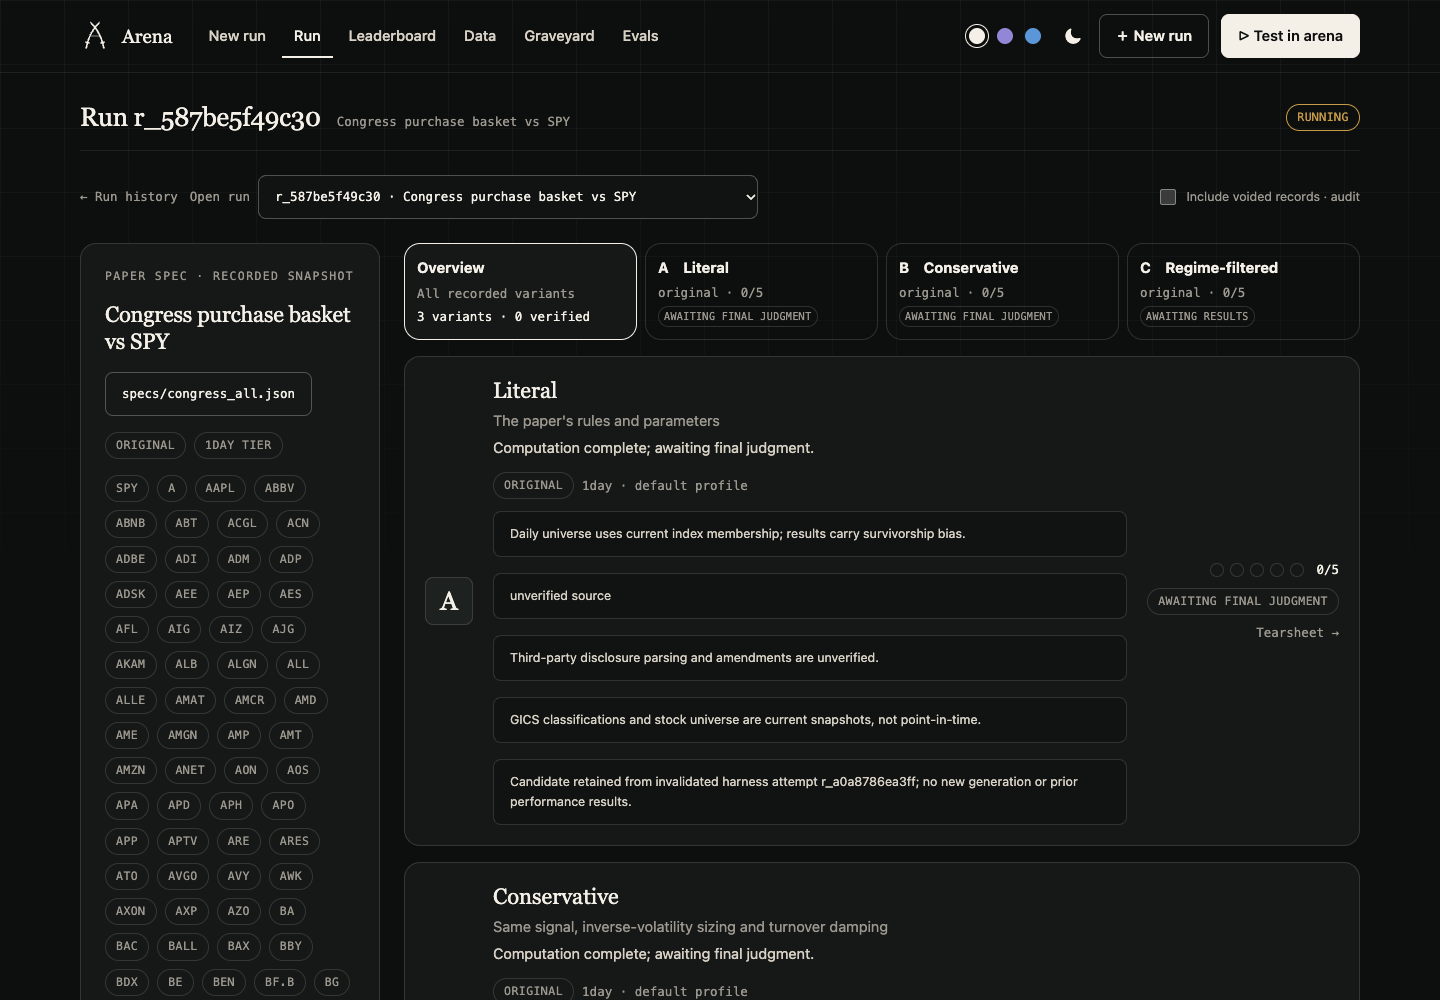 Arena
New run
Run
Leaderboard
Data
Graveyard
Evals
+ New run
Test in arena
Run r_587be5f49c30
Congress purchase basket vs SPY
RUNNING
← Run history
Open run
r_587be5f49c30 · Congress purchase basket vs SPY
Include voided records · audit
PAPER SPEC · RECORDED SNAPSHOT
Congress purchase basket
vs SPY
specs/congress_all.json
ORIGINAL 1DAY TIER
SPY A AAPL ABBV
ABNB ABT ACGL ACN
ADBE ADI ADM ADP
ADSK AEE AEP AES
AFL AIG AIZ AJG
AKAM ALB ALGN ALL
ALLE AMAT AMCR AMD
AME AMGN AMP AMT
AMZN ANET AON AOS
APA APD APH APO
APP APTV ARE ARES
ATO AVGO AVY AWK
AXON AXP AZO BA
BAC BALL BAX BBY
BDX BE BEN BF.B BG
Overview
All recorded variants
3 variants · 0 verified
A Literal
original · 0/5
AWAITING FINAL JUDGMENT
B Conservative
original · 0/5
AWAITING FINAL JUDGMENT
C Regime-filtered
original · 0/5
AWAITING RESULTS
A
Literal
The paper's rules and parameters
Computation complete; awaiting final judgment.
ORIGINAL 1day · default profile
Daily universe uses current index membership; results carry survivorship bias.
unverified source
Third-party disclosure parsing and amendments are unverified.
GICS classifications and stock universe are current snapshots, not point-in-time.
Candidate retained from invalidated harness attempt r_a0a8786ea3ff; no new generation or prior
performance results.
0/5
AWAITING FINAL JUDGMENT
Tearsheet →
Conservative
Same signal, inverse-volatility sizing and turnover damping
Computation complete; awaiting final judgment.
ORIGINAL 1day · default profile